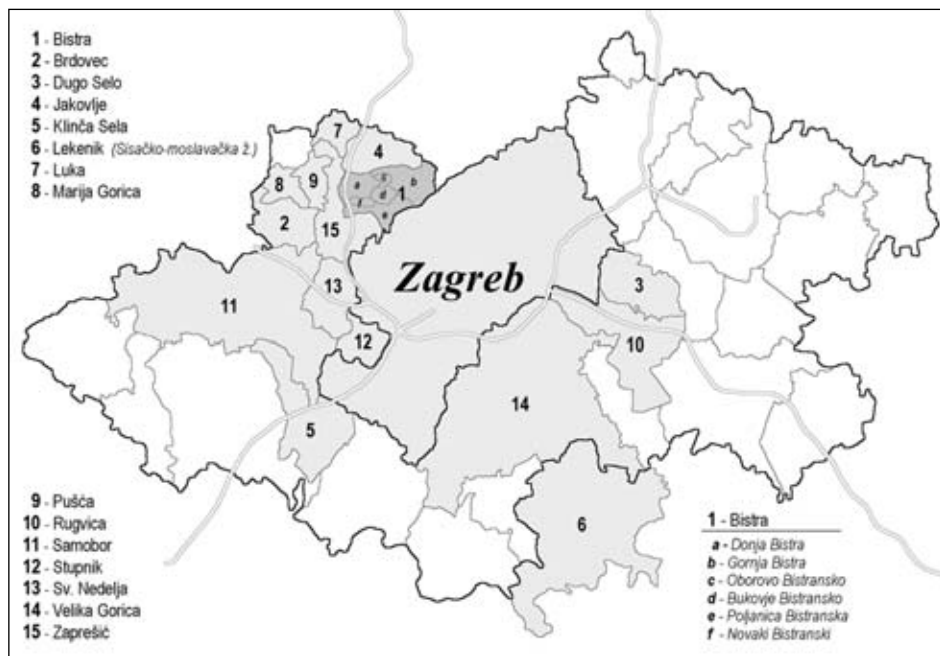 1 - Bistra
2 - Brdovec
3 - Dugo Selo
4 - Jakovlje
5 - Klinča Sela
6 - Lekenik (Sisačko-moslavačka ž.)
7 - Luka
8 - Marija Gorica
7
4
8
9
a
c
b
1
d
f
e
2
15
Zagreb
13
3
11
12
10
14
5
6
9 - Pušća
10 - Rugvica
11 - Samobor
12 - Stupnik
13 - Sv. Nedelja
14 - Velika Gorica
15 - Zaprešić
1 - Bistra
a - Donja Bistra
b - Gornja Bistra
c - Oborovo Bistransko
d - Bukovje Bistransko
e - Poljanica Bistranska
f - Novaki Bistranski